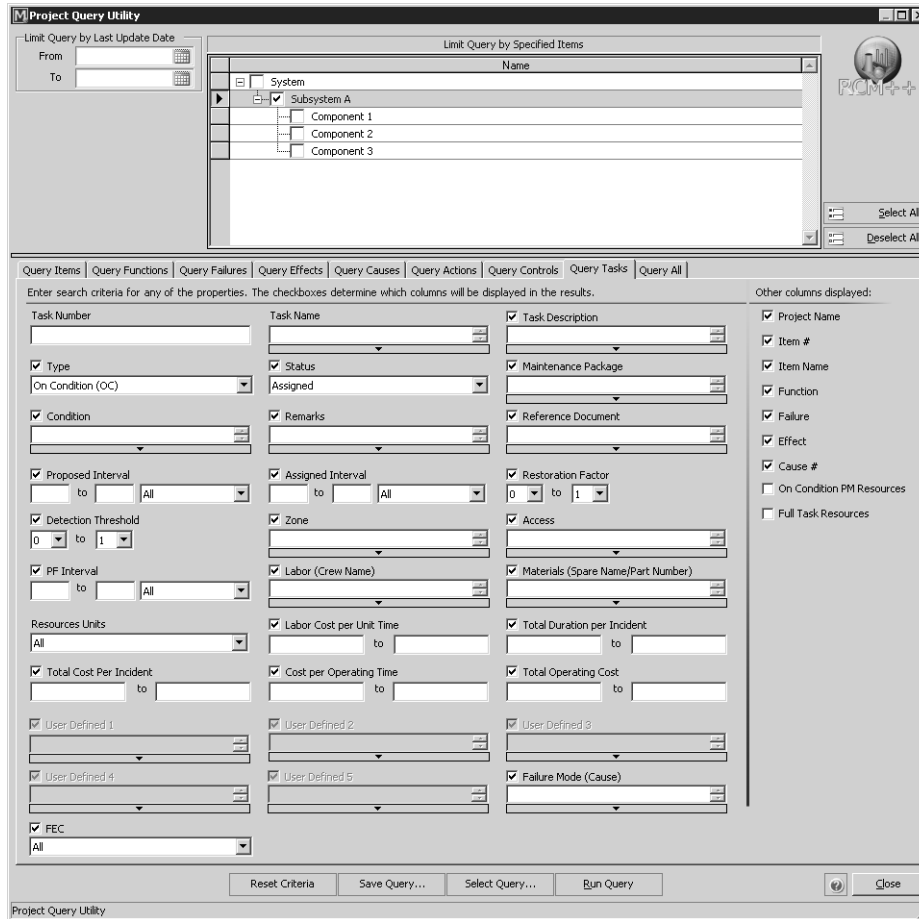 Project Query Utility
Limit Query by Last Update Date
From
To
Limit Query by Specified Items
Name
System
Subsystem A
Component 1
Component 2
Component 3
RCM++
Select All
Deselect All
Query Items Query Functions Query Failures Query Effects Query Causes Query Actions Query Controls Query Tasks Query All
Enter search criteria for any of the properties. The checkboxes determine which columns will be displayed in the results.
Task Number Task Name Task Description
Type Status Maintenance Package
On Condition (OC) Assigned
Condition Remarks Reference Document
Proposed Interval Assigned Interval Restoration Factor
to All to All 0 to 1
Detection Threshold Zone Access
0 to 1
PF Interval Labor (Crew Name) Materials (Spare Name/Part Number)
to All
Resources Units Labor Cost per Unit Time Total Duration per Incident
All to to
Total Cost Per Incident Cost per Operating Time Total Operating Cost
to to to
User Defined 1 User Defined 2 User Defined 3
User Defined 4 User Defined 5 Failure Mode (Cause)
FEC
All
Other columns displayed:
Project Name
Item #
Item Name
Function
Failure
Effect
Cause #
On Condition PM Resources
Full Task Resources
Reset Criteria Save Query... Select Query... Run Query Close
Project Query Utility